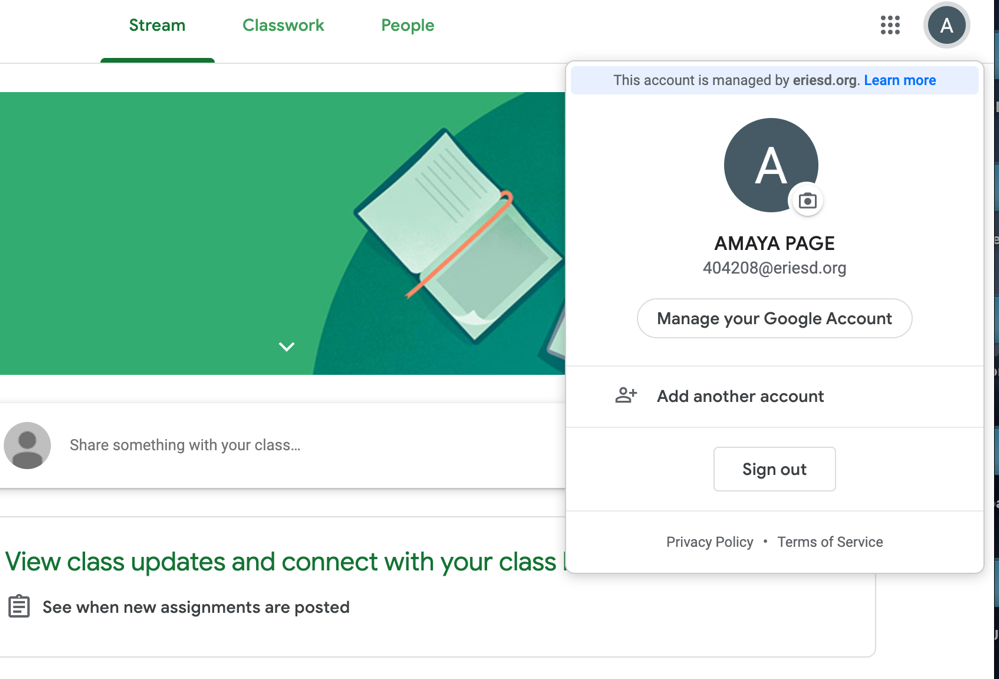 Stream Classwork People A
This account is managed by eriesd.org. Learn more
A
AMAYA PAGE
404208@eriesd.org
Manage your Google Account
Add another account
Share something with your class...
Sign out
Privacy Policy • Terms of Service
View class updates and connect with your class
See when new assignments are posted